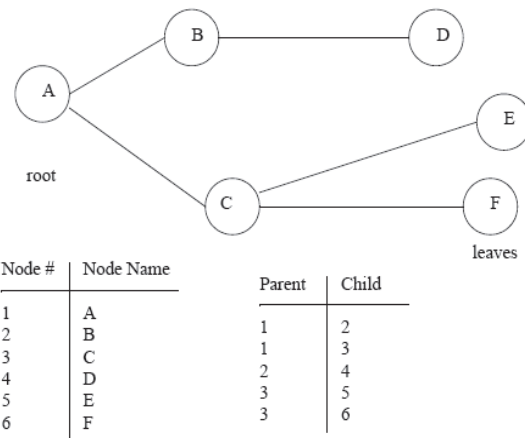 B
D
A
E
root
C
F
leaves
Node # Node Name
1 A
2 B
3 C
4 D
5 E
6 F
Parent Child
1 2
1 3
2 4
3 5
3 6